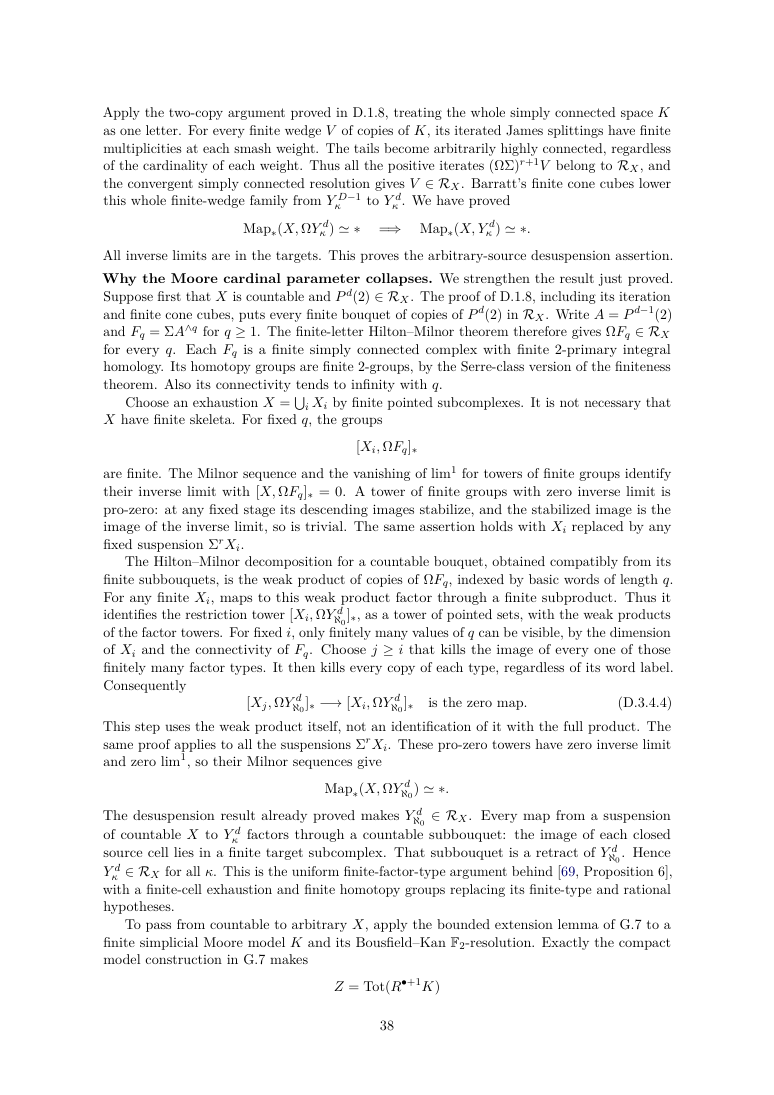 Apply the two-copy argument proved in D.1.8, treating the whole simply connected space K
as one letter. For every finite wedge V of copies of K, its iterated James splittings have finite
multiplicities at each smash weight. The tails become arbitrarily highly connected, regardless
of the cardinality of each weight. Thus all the positive iterates (ΩΣ)^{r+1}V belong to 𝓡_X, and
the convergent simply connected resolution gives V ∈ 𝓡_X. Barratt's finite cone cubes lower
this whole finite-wedge family from Y_κ^{D−1} to Y_κ^d. We have proved
Map_*(X, ΩY_κ^d) ≃ * ⟹ Map_*(X, Y_κ^d) ≃ *.
All inverse limits are in the targets. This proves the arbitrary-source desuspension assertion.
Why the Moore cardinal parameter collapses. We strengthen the result just proved.
Suppose first that X is countable and P^d(2) ∈ 𝓡_X. The proof of D.1.8, including its iteration
and finite cone cubes, puts every finite bouquet of copies of P^d(2) in 𝓡_X. Write A = P^{d−1}(2)
and F_q = ΣA^{∧q} for q ≥ 1. The finite-letter Hilton–Milnor theorem therefore gives ΩF_q ∈ 𝓡_X
for every q. Each F_q is a finite simply connected complex with finite 2-primary integral
homology. Its homotopy groups are finite 2-groups, by the Serre-class version of the finiteness
theorem. Also its connectivity tends to infinity with q.
Choose an exhaustion X = ⋃_i X_i by finite pointed subcomplexes. It is not necessary that
X have finite skeleta. For fixed q, the groups
[X_i, ΩF_q]_*
are finite. The Milnor sequence and the vanishing of lim^1 for towers of finite groups identify
their inverse limit with [X, ΩF_q]_* = 0. A tower of finite groups with zero inverse limit is
pro-zero: at any fixed stage its descending images stabilize, and the stabilized image is the
image of the inverse limit, so is trivial. The same assertion holds with X_i replaced by any
fixed suspension Σ^r X_i.
The Hilton–Milnor decomposition for a countable bouquet, obtained compatibly from its
finite subbouquets, is the weak product of copies of ΩF_q, indexed by basic words of length q.
For any finite X_i, maps to this weak product factor through a finite subproduct. Thus it
identifies the restriction tower [X_i, ΩY_{ℵ_0}^d]_*, as a tower of pointed sets, with the weak products
of the factor towers. For fixed i, only finitely many values of q can be visible, by the dimension
of X_i and the connectivity of F_q. Choose j ≥ i that kills the image of every one of those
finitely many factor types. It then kills every copy of each type, regardless of its word label.
Consequently
[X_j, ΩY_{ℵ_0}^d]_* ⟶ [X_i, ΩY_{ℵ_0}^d]_* is the zero map. (D.3.4.4)
This step uses the weak product itself, not an identification of it with the full product. The
same proof applies to all the suspensions Σ^r X_i. These pro-zero towers have zero inverse limit
and zero lim^1, so their Milnor sequences give
Map_*(X, ΩY_{ℵ_0}^d) ≃ *.
The desuspension result already proved makes Y_{ℵ_0}^d ∈ 𝓡_X. Every map from a suspension
of countable X to Y_κ^d factors through a countable subbouquet: the image of each closed
source cell lies in a finite target subcomplex. That subbouquet is a retract of Y_{ℵ_0}^d. Hence
Y_κ^d ∈ 𝓡_X for all κ. This is the uniform finite-factor-type argument behind [69, Proposition 6],
with a finite-cell exhaustion and finite homotopy groups replacing its finite-type and rational
hypotheses.
To pass from countable to arbitrary X, apply the bounded extension lemma of G.7 to a
finite simplicial Moore model K and its Bousfield–Kan 𝔽_2-resolution. Exactly the compact
model construction in G.7 makes
Z = Tot(R^{•+1}K)
38